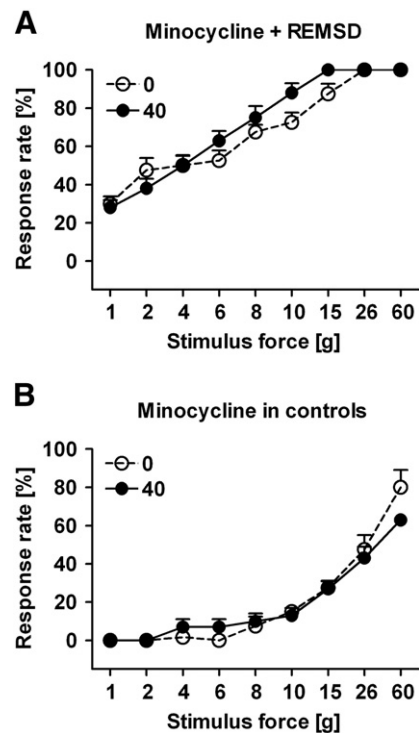 A
Minocycline + REMSD
Response rate [%]
100
80
60
40
20
0
0
40
1 2 4 6 8 10 15 26 60
Stimulus force [g]
B
Minocycline in controls
Response rate [%]
100
80
60
40
20
0
0
40
1 2 4 6 8 10 15 26 60
Stimulus force [g]